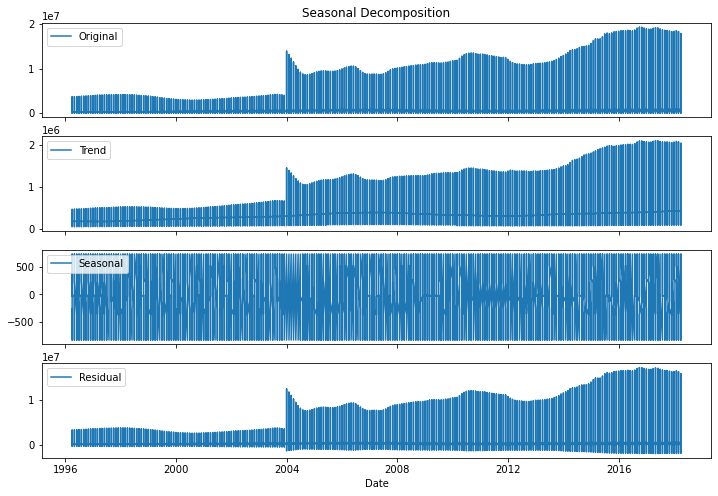 Seasonal Decomposition
1e7
Original
2
1
0
1e6
Trend
2
1
0
Seasonal
500
0
−500
1e7
Residual
1
0
1996 2000 2004 2008 2012 2016
Date